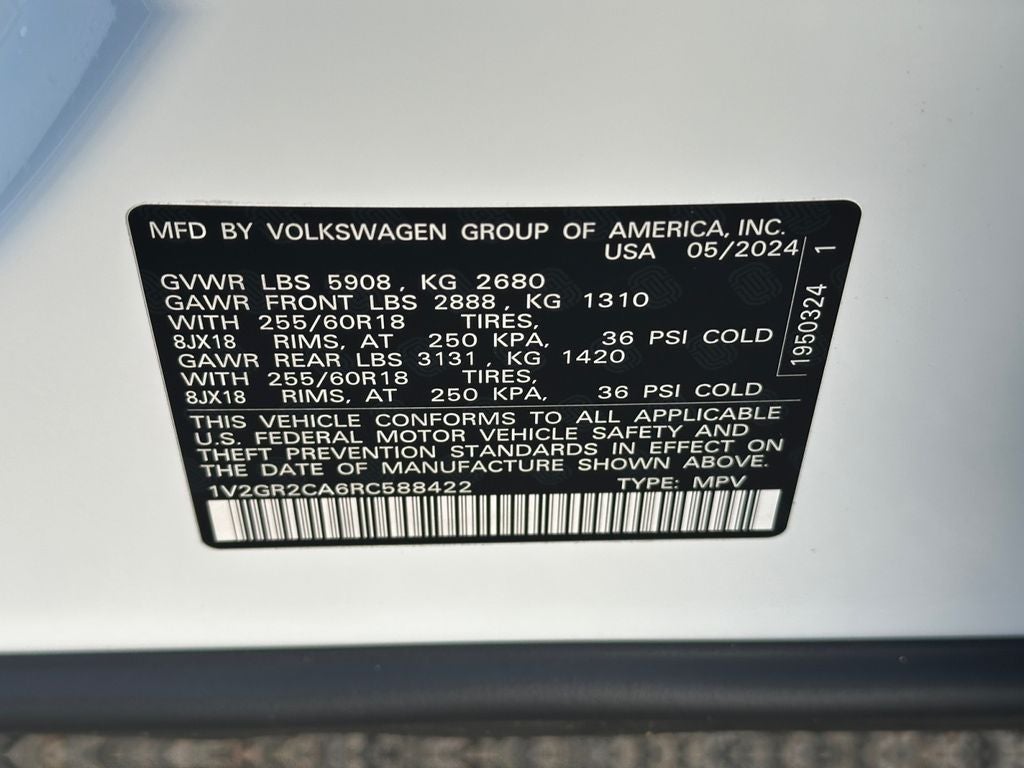 MFD BY VOLKSWAGEN GROUP OF AMERICA, INC.
USA 05/2024
GVWR LBS 5908, KG 2680
GAWR FRONT LBS 2888, KG 1310
WITH 255/60R18 TIRES,
8JX18 RIMS, AT 250 KPA, 36 PSI COLD
GAWR REAR LBS 3131, KG 1420
WITH 255/60R18 TIRES,
8JX18 RIMS, AT 250 KPA, 36 PSI COLD
THIS VEHICLE CONFORMS TO ALL APPLICABLE
U.S. FEDERAL MOTOR VEHICLE SAFETY AND
THEFT PREVENTION STANDARDS IN EFFECT ON
THE DATE OF MANUFACTURE SHOWN ABOVE.
1V2GR2CA6RC588422 TYPE: MPV
1950324 1